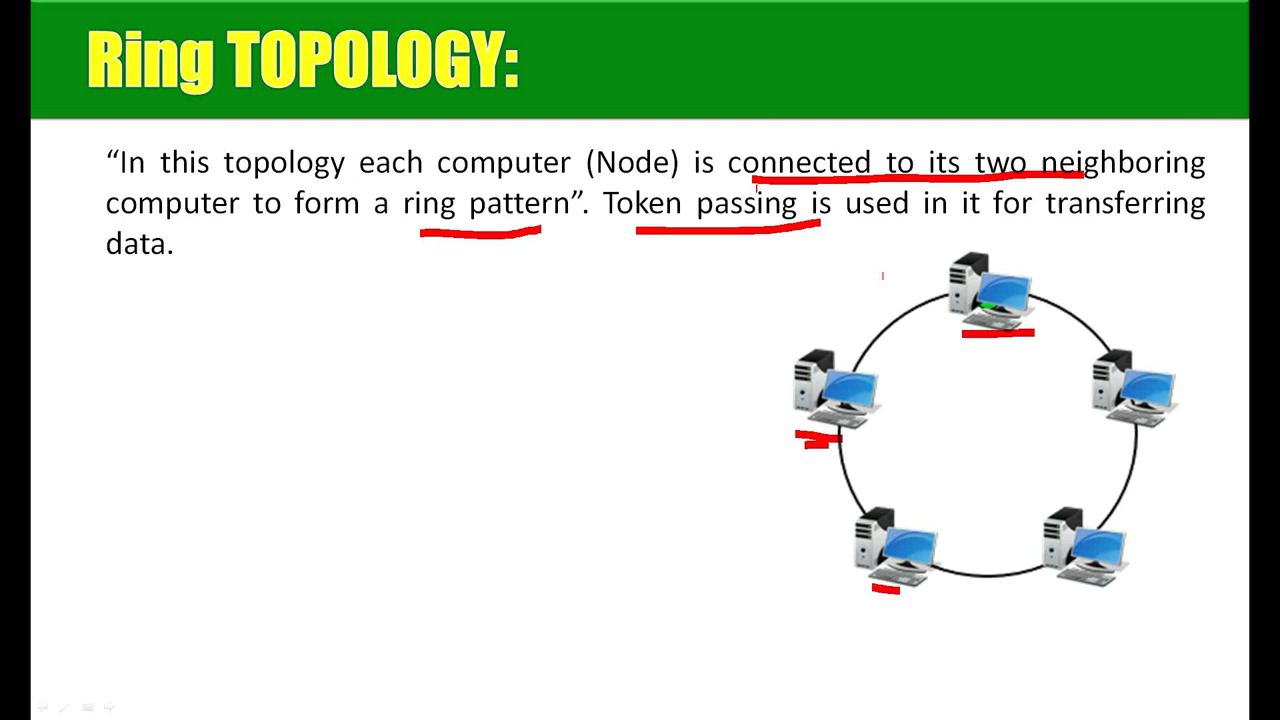 Ring TOPOLOGY:
“In this topology each computer (Node) is connected to its two neighboring
computer to form a ring pattern”. Token passing is used in it for transferring
data.